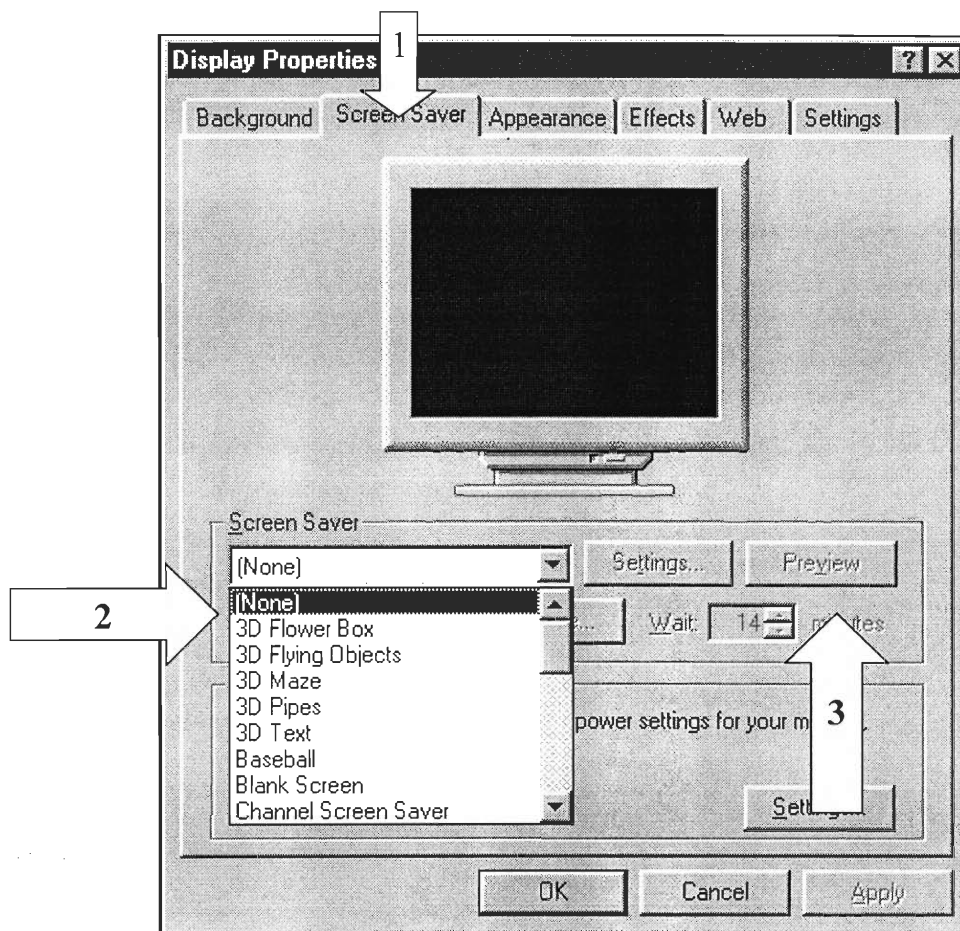 1
Display Properties
Background Screen Saver Appearance Effects Web Settings
Screen Saver
(None) Settings... Preview
2
(None)
3D Flower Box
Wait: 14
3D Flying Objects
3D Maze
3D Pipes
3
power settings for your
3D Text
Baseball
Blank Screen
Channel Screen Saver
OK Cancel Apply